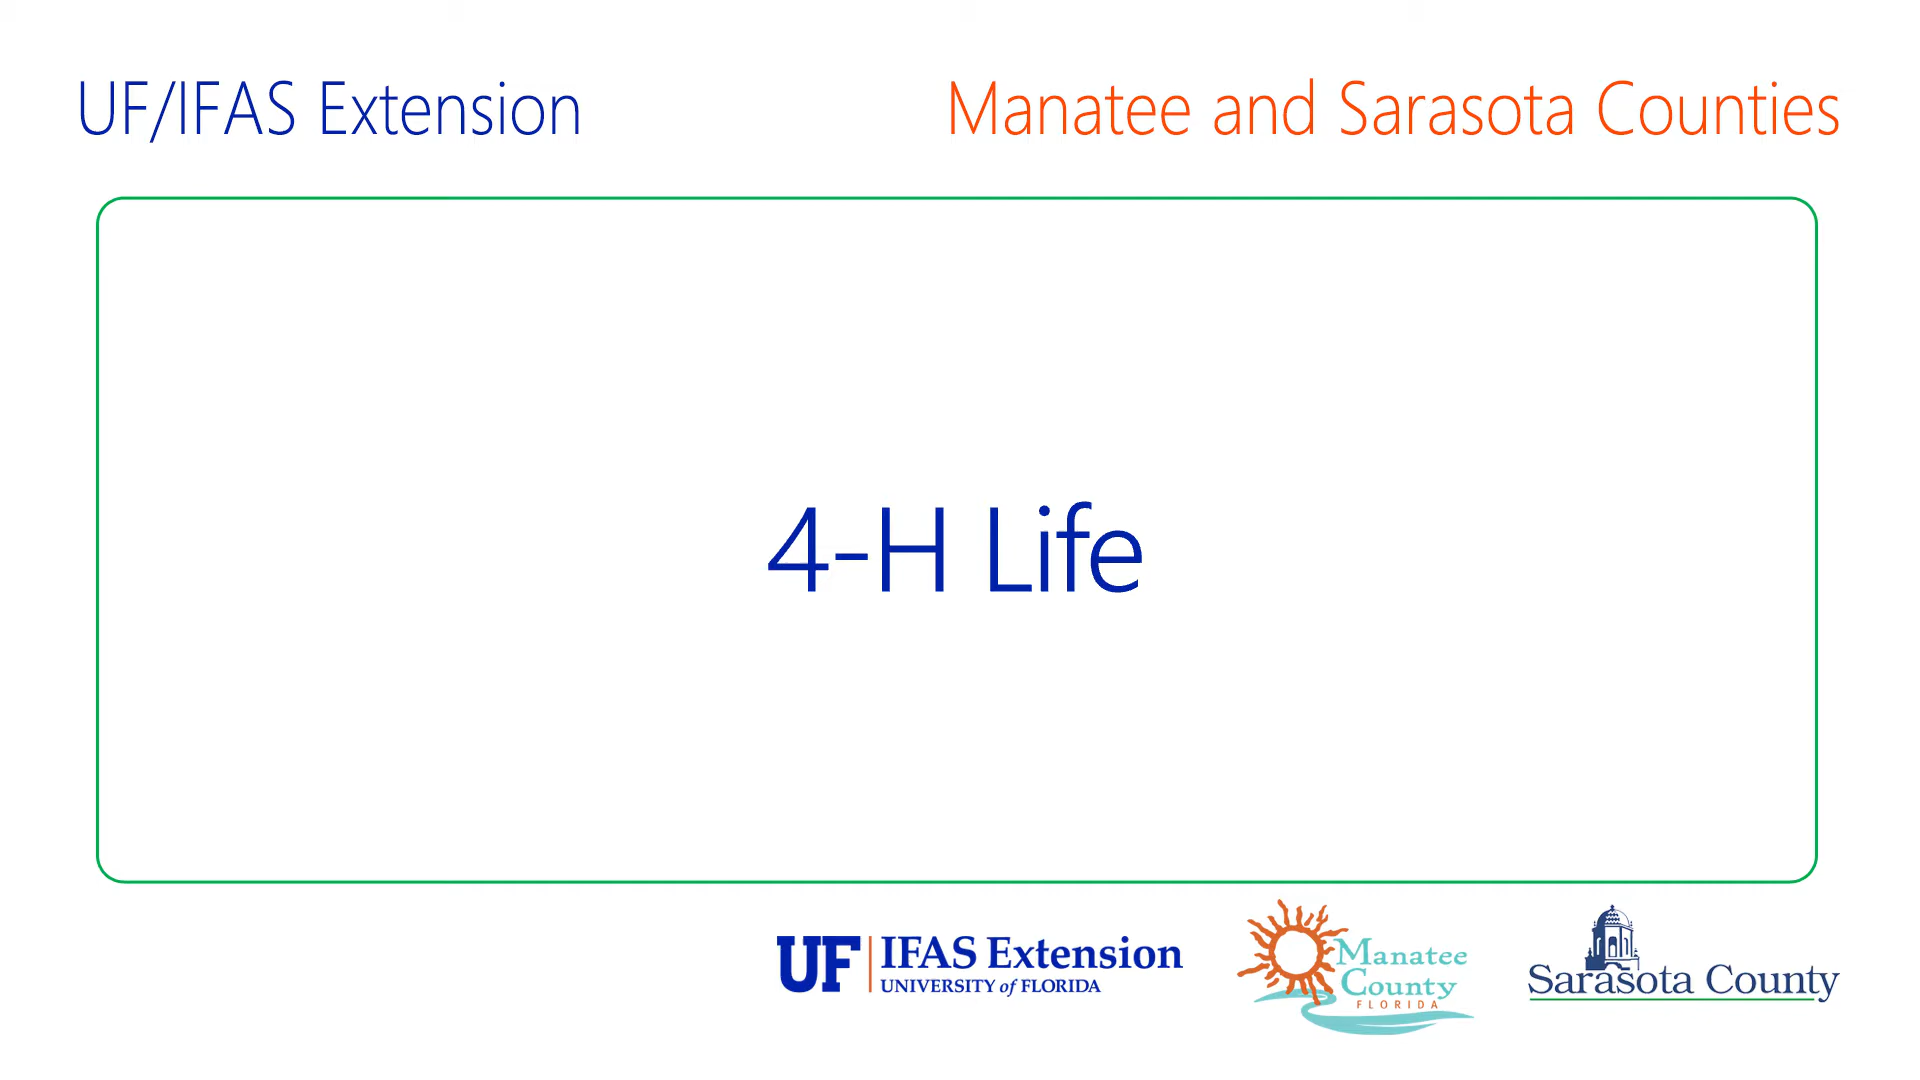 UF/IFAS Extension
Manatee and Sarasota Counties
4-H Life
UF IFAS Extension
UNIVERSITY of FLORIDA
Manatee
County
FLORIDA
Sarasota County